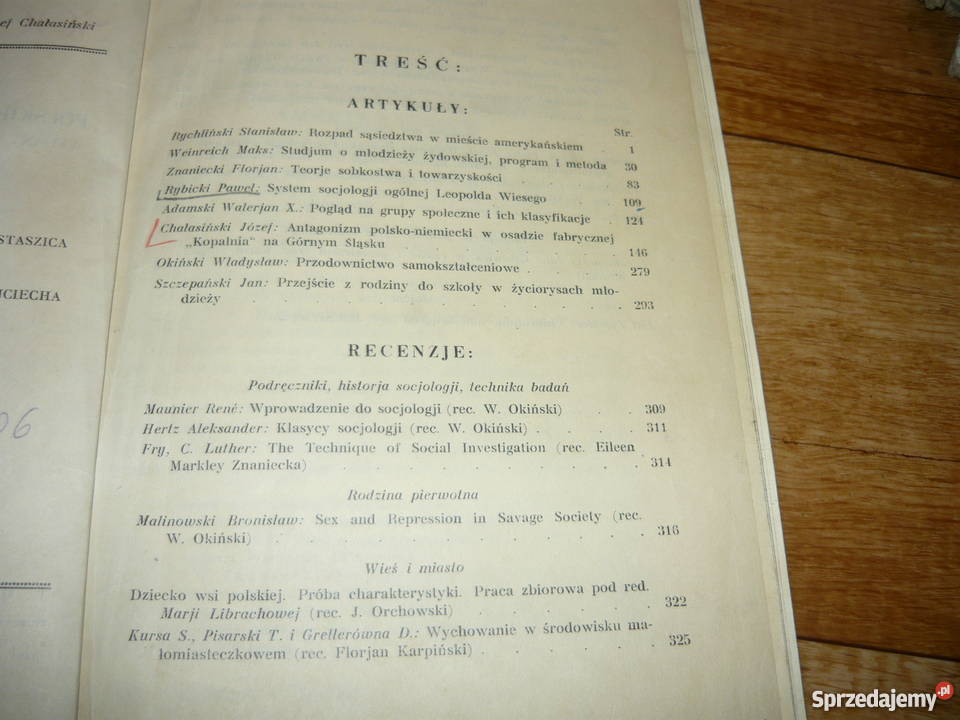 ej Chałasiński
STASZICA
JCIECHA
06
TREŚĆ:
ARTYKUŁY:
Str.
Rychliński Stanisław: Rozpad sąsiedztwa w mieście amerykańskiem . 1
Weinreich Maks: Studjum o młodzieży żydowskiej, program i metoda 30
Znaniecki Florjan: Teorje sobkostwa i towarzyskości . . . . 83
Rybicki Paweł: System socjologji ogólnej Leopolda Wiesego . . 109
Adamski Walerjan X.: Pogląd na grupy społeczne i ich klasyfikacje . 124
Chałasiński Józef: Antagonizm polsko-niemiecki w osadzie fabrycznej
„Kopalnia" na Górnym Śląsku . . . . . . . 146
Okiński Władysław: Przodownictwo samokształceniowe . . . . 279
Szczepański Jan: Przejście z rodziny do szkoły w życiorysach mło-
dzieży . . . . . . . . . . . 293
RECENZJE:
Podręczniki, historja socjologji, technika badań
Maunier René: Wprowadzenie do socjologji (rec. W. Okiński) . . 309
Hertz Aleksander: Klasycy socjologji (rec. W. Okiński) . . . . 311
Fry, C. Luther: The Technique of Social Investigation (rec. Eileen
Markley Znaniecka) . . . . . . . . 314
Rodzina pierwotna
Malinowski Bronisław: Sex and Repression in Savage Society (rec.
W. Okiński) . . . . . . . . . . 316
Wieś i miasto
Dziecko wsi polskiej. Próba charakterystyki. Praca zbiorowa pod red.
Marji Librachowej (rec. J. Orchowski) . . . . . 322
Kursa S., Pisarski T. i Grellerówna D.: Wychowanie w środowisku ma-
łomiasteczkowem (rec. Florjan Karpiński) . . . . . 325
Sprzedajemy.pl